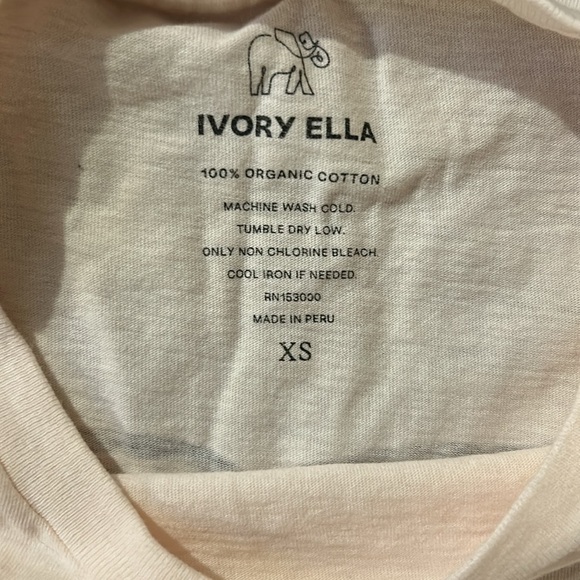 IVORY ELLA
100% ORGANIC COTTON
MACHINE WASH COLD.
TUMBLE DRY LOW.
ONLY NON CHLORINE BLEACH.
COOL IRON IF NEEDED.
RN153000
MADE IN PERU
XS